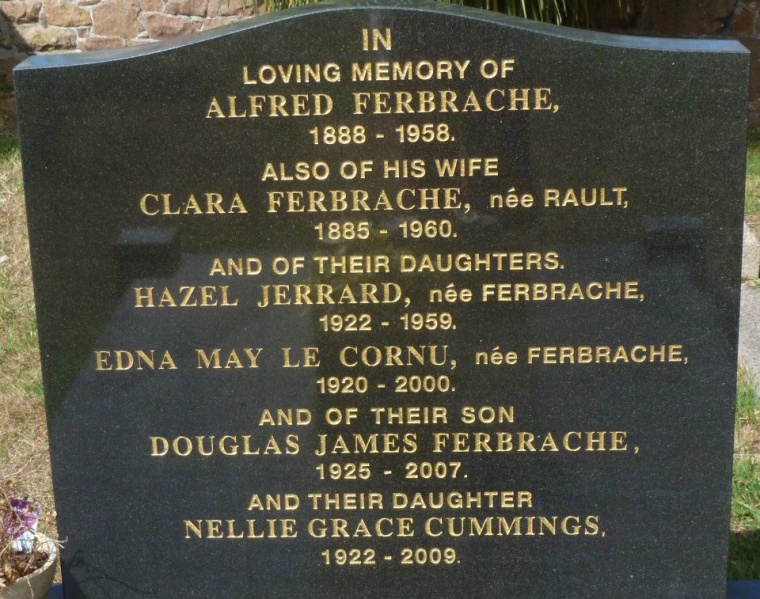 IN
LOVING MEMORY OF
ALFRED FERBRACHE,
1888 - 1958.
ALSO OF HIS WIFE
CLARA FERBRACHE, née RAULT,
1885 - 1960.
AND OF THEIR DAUGHTERS.
HAZEL JERRARD, née FERBRACHE,
1922 - 1959.
EDNA MAY LE CORNU, née FERBRACHE,
1920 - 2000.
AND OF THEIR SON
DOUGLAS JAMES FERBRACHE,
1925 - 2007.
AND THEIR DAUGHTER
NELLIE GRACE CUMMINGS,
1922 - 2009.